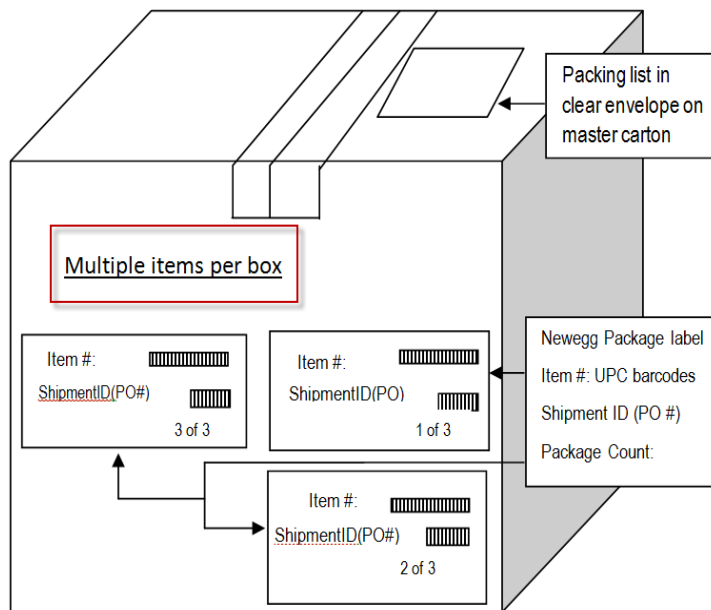 Packing list in
clear envelope on
master carton
Multiple items per box
Item #:
ShipmentID(PO#)
3 of 3
Item #:
ShipmentID(PO)
1 of 3
Newegg Package label
Item #: UPC barcodes
Shipment ID (PO #)
Package Count:
Item #:
ShipmentID(PO#)
2 of 3